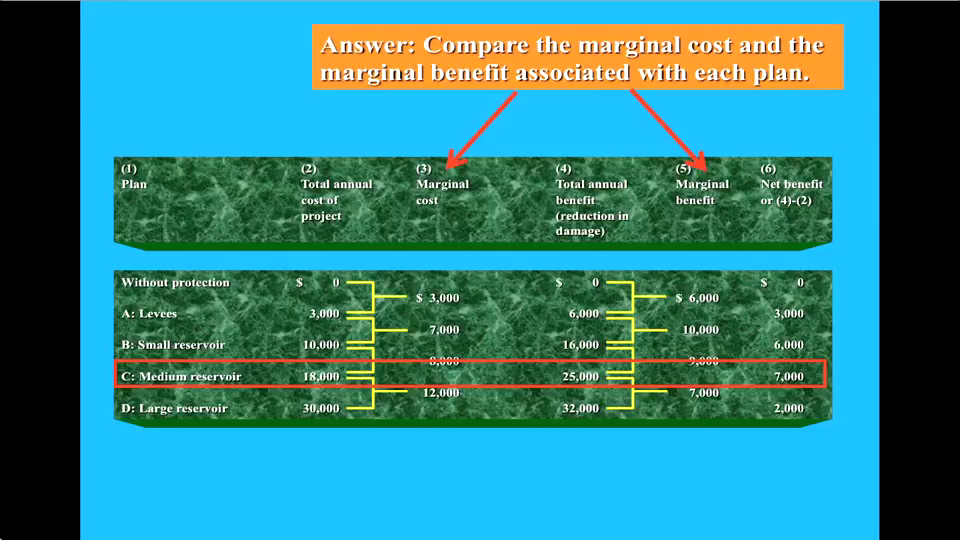 Answer: Compare the marginal cost and the
marginal benefit associated with each plan.
(1) (2) (3) (4) (5) (6)
Plan Total annual Marginal Total annual Marginal Net benefit
cost of cost benefit benefit or (4)-(2)
project (reduction in
damage)
Without protection $ 0 $ 0 $ 0
$ 3,000 $ 6,000
A: Levees 3,000 6,000 3,000
7,000 10,000
B: Small reservoir 10,000 16,000 6,000
8,000 9,000
C: Medium reservoir 18,000 25,000 7,000
12,000 7,000
D: Large reservoir 30,000 32,000 2,000